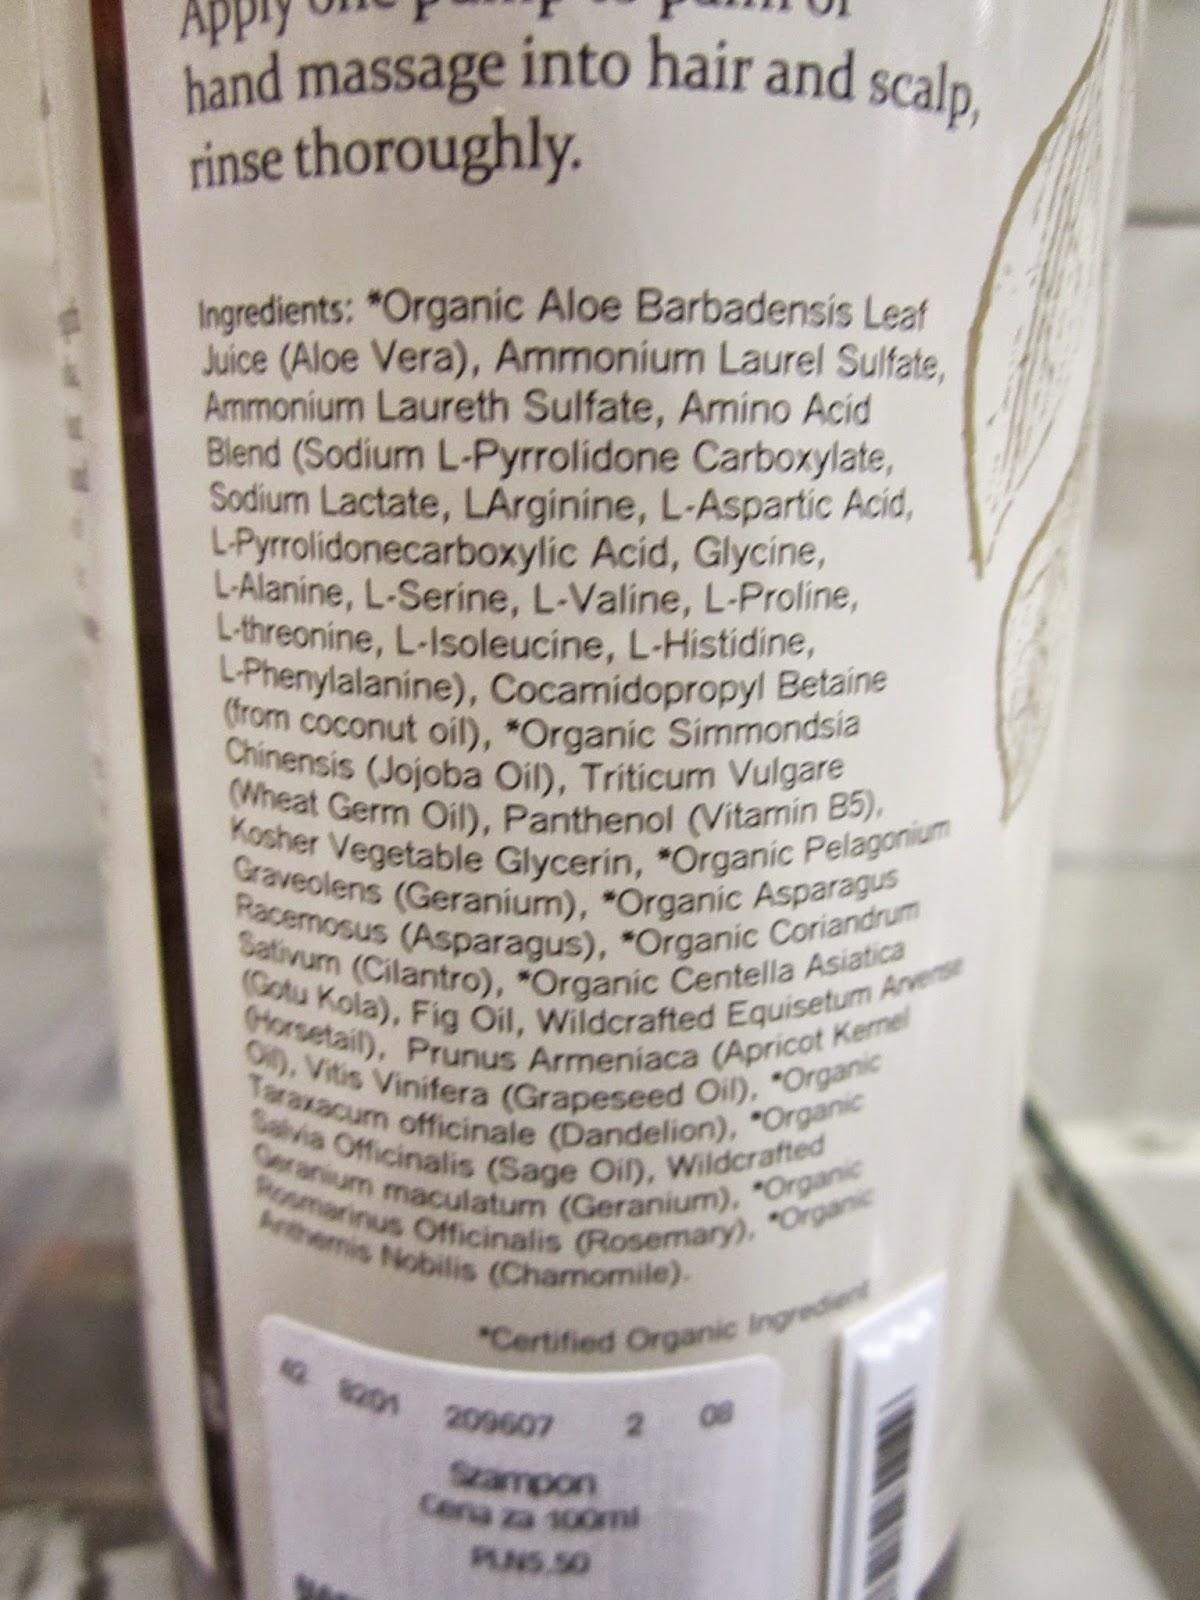 Apply one pump to palm of
hand massage into hair and scalp,
rinse thoroughly.
Ingredients: *Organic Aloe Barbadensis Leaf
Juice (Aloe Vera), Ammonium Laurel Sulfate,
Ammonium Laureth Sulfate, Amino Acid
Blend (Sodium L-Pyrrolidone Carboxylate,
Sodium Lactate, LArginine, L-Aspartic Acid,
L-Pyrrolidonecarboxylic Acid, Glycine,
L-Alanine, L-Serine, L-Valine, L-Proline,
L-threonine, L-Isoleucine, L-Histidine,
L-Phenylalanine), Cocamidopropyl Betaine
(from coconut oil), *Organic Simmondsia
Chinensis (Jojoba Oil), Triticum Vulgare
(Wheat Germ Oil), Panthenol (Vitamin B5),
Kosher Vegetable Glycerin, *Organic Pelagonium
Graveolens (Geranium), *Organic Asparagus
Racemosus (Asparagus), *Organic Coriandrum
Sativum (Cilantro), *Organic Centella Asiatica
(Gotu Kola), Fig Oil, Wildcrafted Equisetum Arvense
(Horsetail), Prunus Armeniaca (Apricot Kernel
Oil), Vitis Vinifera (Grapeseed Oil), *Organic
Taraxacum officinale (Dandelion), *Organic
Salvia Officinalis (Sage Oil), Wildcrafted
Geranium maculatum (Geranium), *Organic
Rosmarinus Officinalis (Rosemary), *Organic
Anthemis Nobilis (Chamomile).
*Certified Organic Ingredient
42 8201 209607 2 08
Szampon
Cena za 100ml
PLN5.50